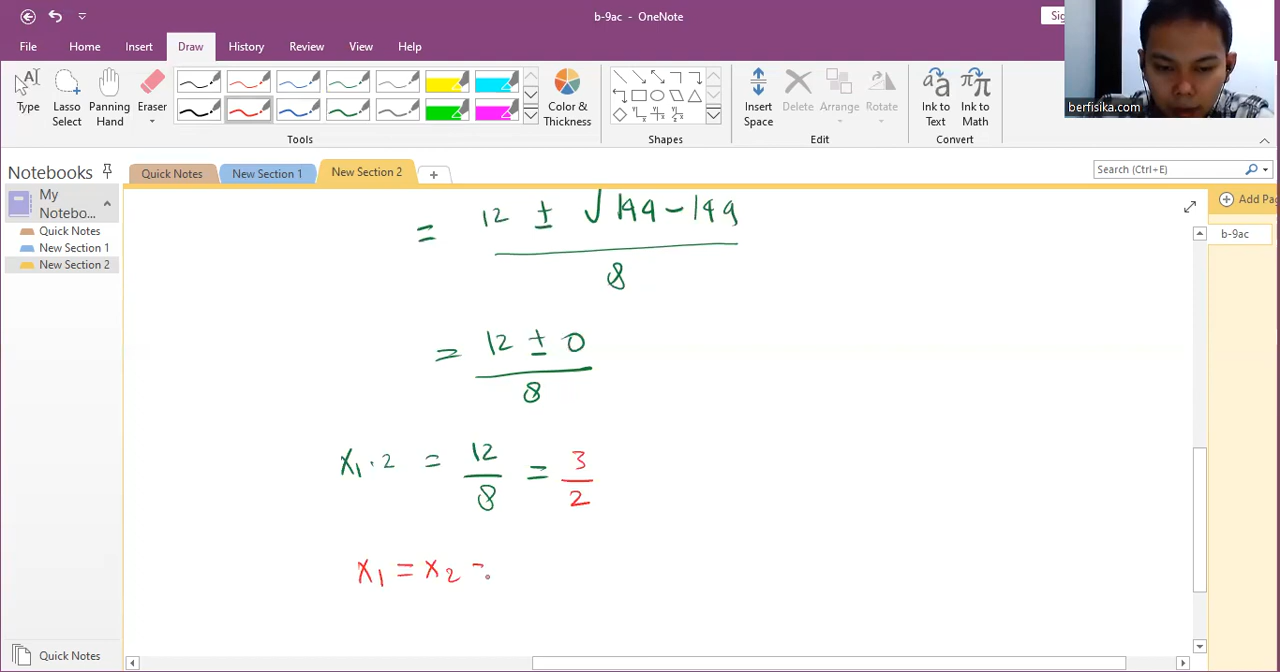 b-9ac - OneNote
File Home Insert Draw History Review View Help
Type Lasso Select Panning Hand Eraser Color & Thickness Insert Space Delete Arrange Rotate Ink to Text Ink to Math
Tools Shapes Edit Convert
berfisika.com
Notebooks Quick Notes New Section 1 New Section 2 + Search (Ctrl+E)
My Notebo...
Quick Notes
New Section 1
New Section 2
Add Pag
b-9ac
= 12 ± √144 - 144
8
= 12 ± 0
8
x₁.₂ = 12/8 = 3/2
x₁ = x₂ =
Quick Notes